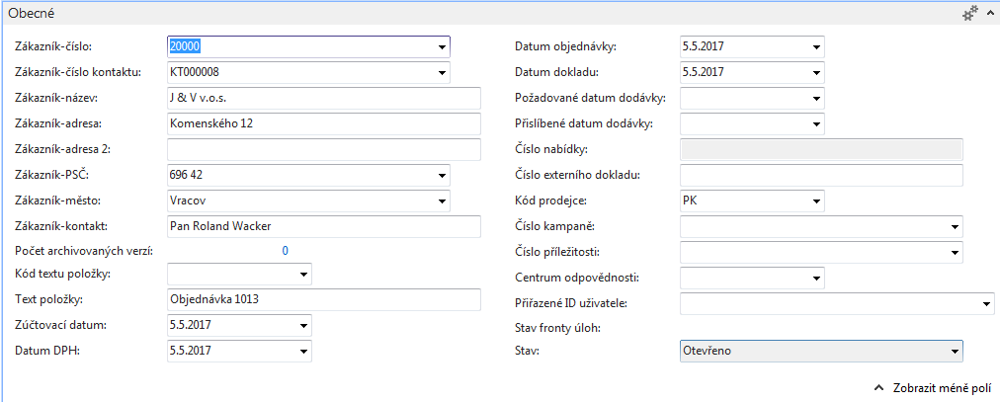 Obecné
Zákazník-číslo: 20000
Zákazník-číslo kontaktu: KT000008
Zákazník-název: J & V v.o.s.
Zákazník-adresa: Komenského 12
Zákazník-adresa 2:
Zákazník-PSČ: 696 42
Zákazník-město: Vracov
Zákazník-kontakt: Pan Roland Wacker
Počet archivovaných verzí: 0
Kód textu položky:
Text položky: Objednávka 1013
Zúčtovací datum: 5.5.2017
Datum DPH: 5.5.2017
Datum objednávky: 5.5.2017
Datum dokladu: 5.5.2017
Požadované datum dodávky:
Přislíbené datum dodávky:
Číslo nabídky:
Číslo externího dokladu:
Kód prodejce: PK
Číslo kampaně:
Číslo příležitosti:
Centrum odpovědnosti:
Přiřazené ID uživatele:
Stav fronty úloh:
Stav: Otevřeno
Zobrazit méně polí